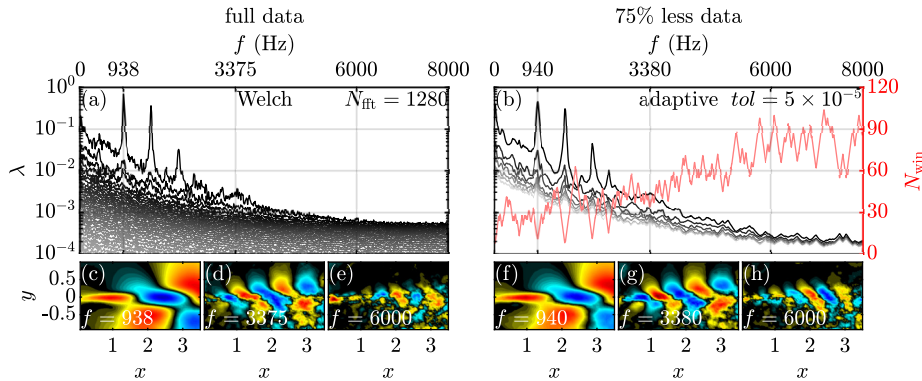 full data
75% less data
f (Hz)
f (Hz)
0 938 3375 6000 8000
0 940 3380 6000 8000
10^0
10^{-1}
10^{-2}
10^{-3}
10^{-4}
λ
(a) Welch N_fft = 1280
(b) adaptive tol = 5 × 10^{-5}
120
90
60
30
0
N_win
0.5
0
-0.5
y
(c) (d) (e)
(f) (g) (h)
f = 938 f = 3375 f = 6000
f = 940 f = 3380 f = 6000
1 2 3 1 2 3 1 2 3
1 2 3 1 2 3 1 2 3
x x x
x x x